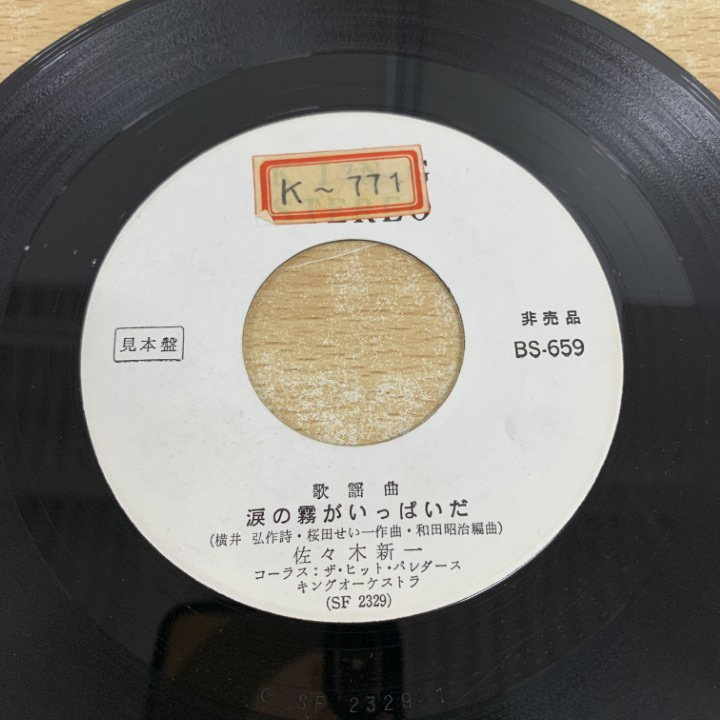 K～771
STEREO
見本盤
非売品
BS-659
歌謡曲
涙の霧がいっぱいだ
(横井 弘作詩・桜田せい一作曲・和田昭治編曲)
佐々木新一
コーラス：ザ・ヒット・パレダース
キングオーケストラ
(SF 2329)
C SF 2329 1